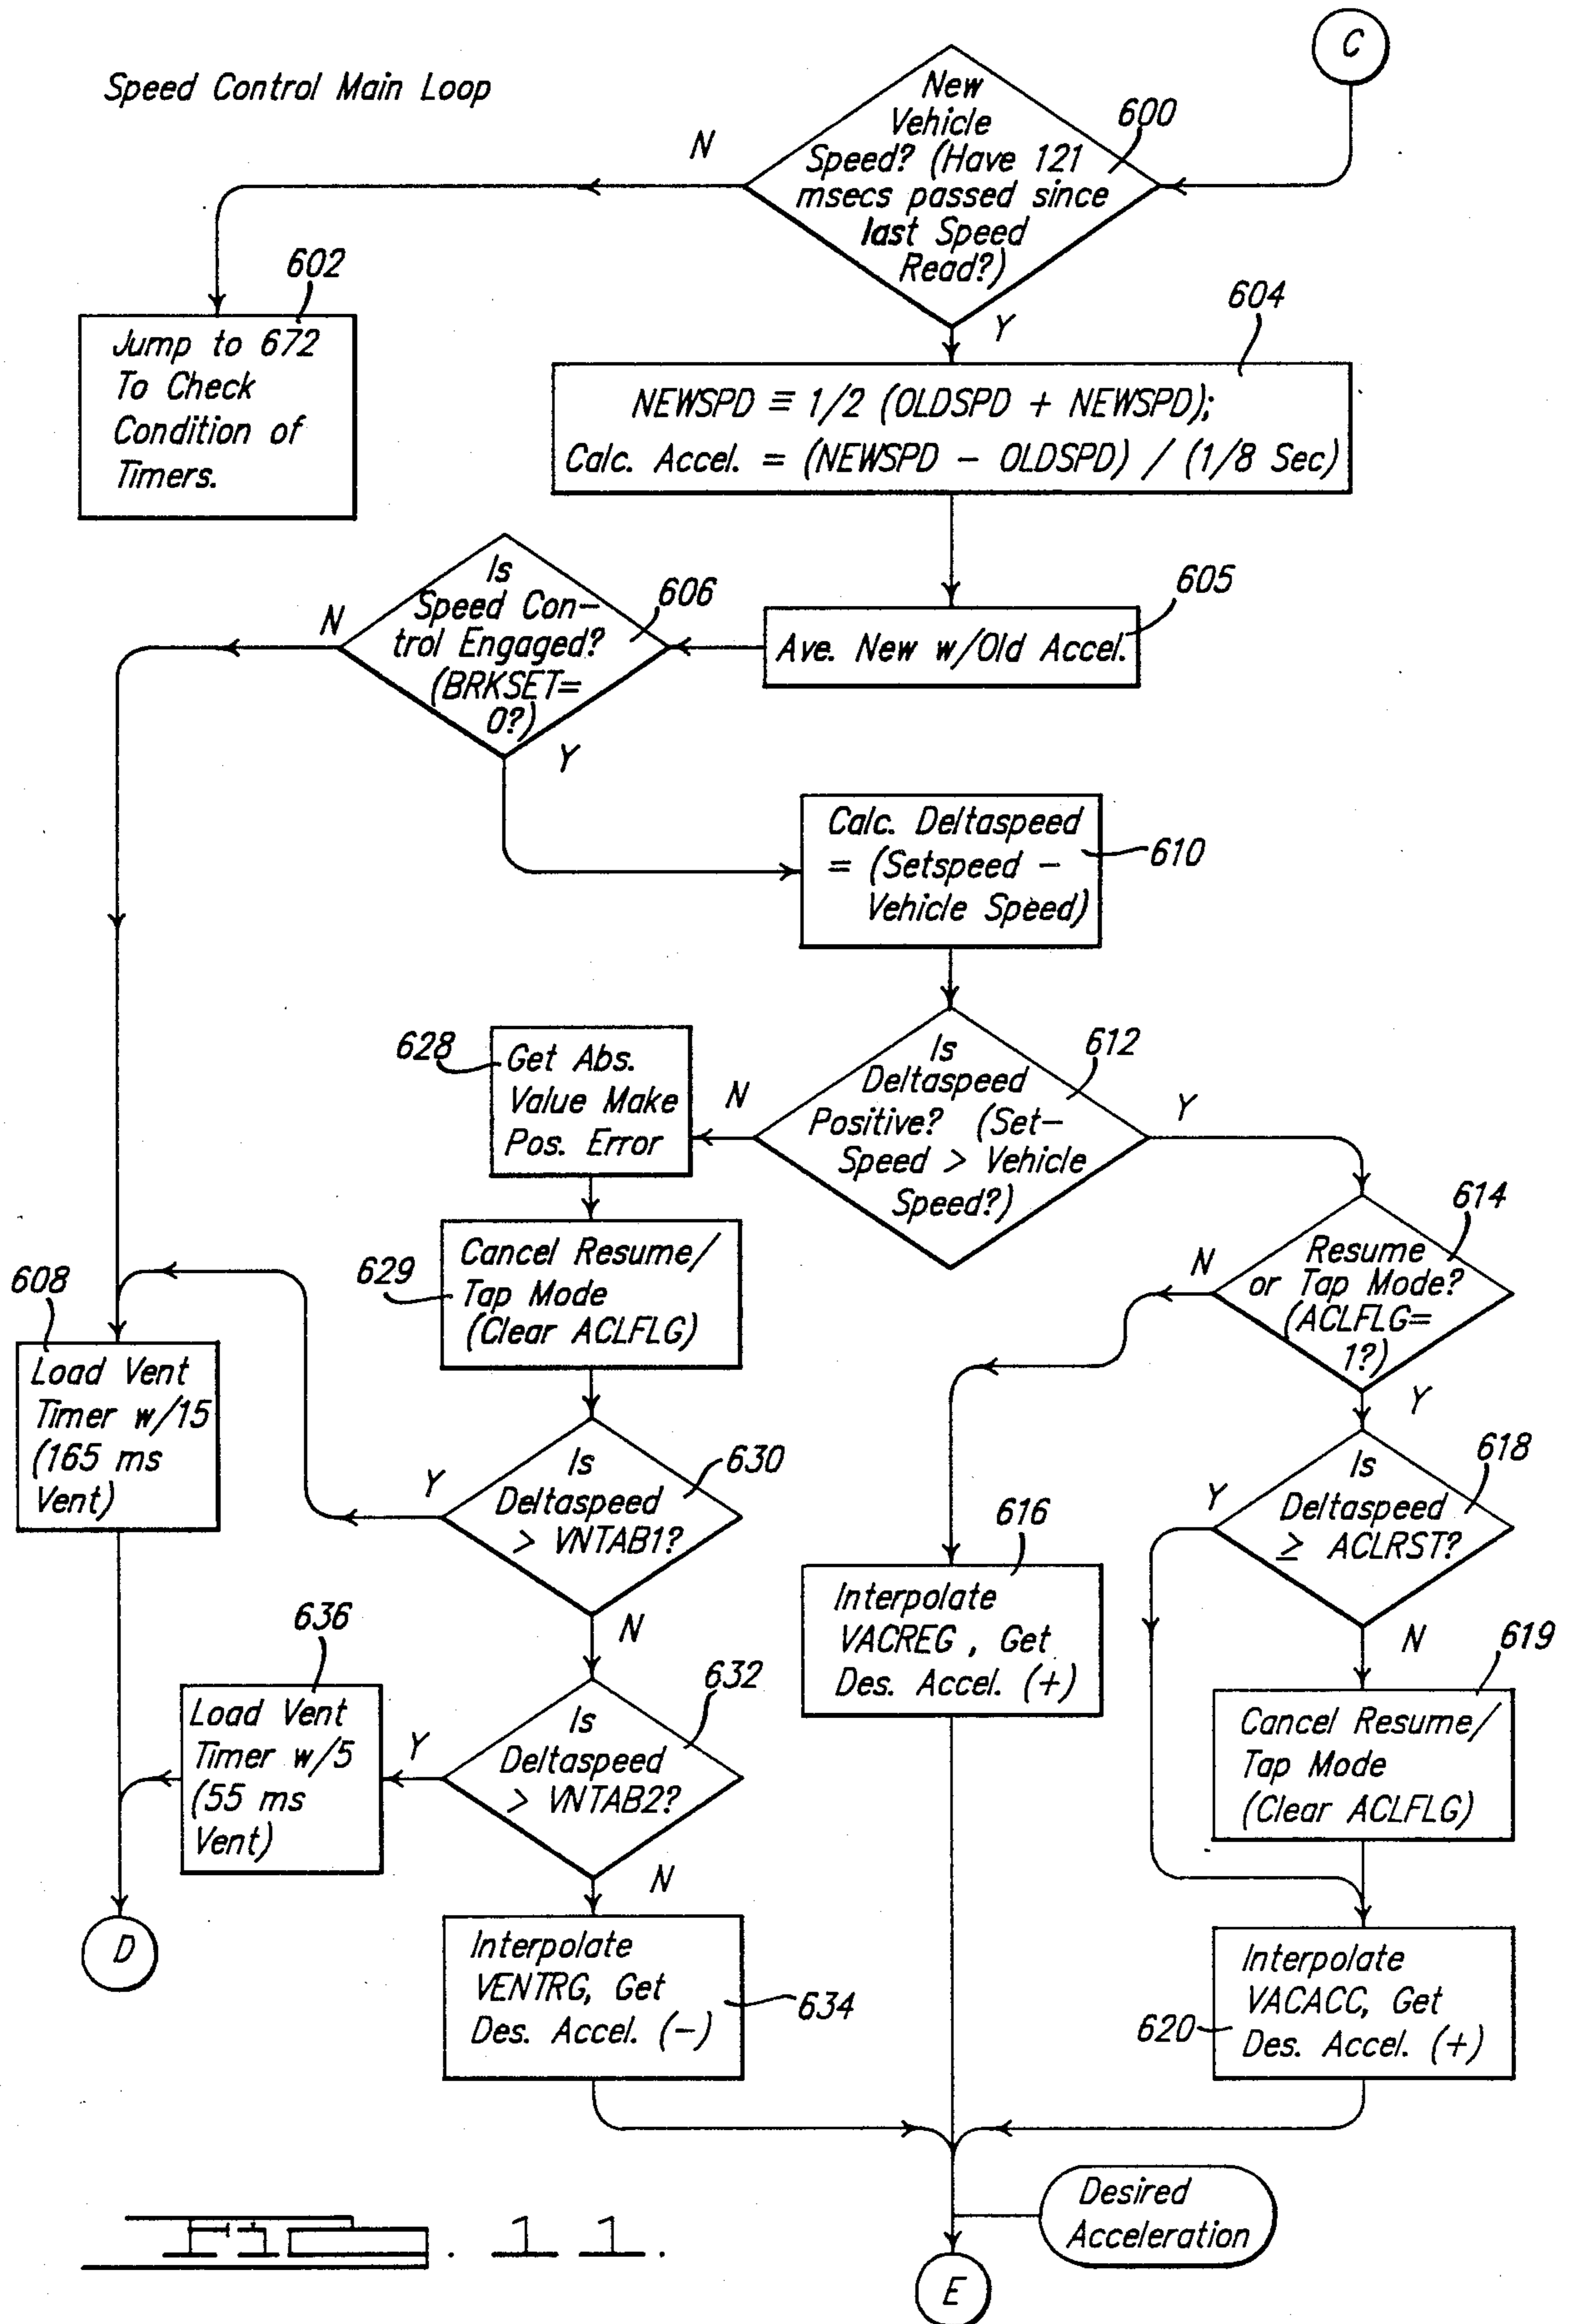 C
Speed Control Main Loop
New
Vehicle
Speed? (Have 121
msecs passed since
last Speed
Read?)
600
N
Y
602
Jump to 672
To Check
Condition of
Timers.
604
NEWSPD ≡ 1/2 (OLDSPD + NEWSPD);
Calc. Accel. = (NEWSPD - OLDSPD) / (1/8 Sec)
605
Ave. New w/Old Accel.
Is
Speed Con-
trol Engaged?
(BRKSET=
0?)
606
N
Y
Calc. Deltaspeed
= (Setspeed -
Vehicle Speed)
610
Is
Deltaspeed
Positive? (Set-
Speed > Vehicle
Speed?)
612
N
Y
628
Get Abs.
Value Make
Pos. Error
629
Cancel Resume/
Tap Mode
(Clear ACLFLG)
614
Resume
or Tap Mode?
(ACLFLG=
1?)
N
Y
608
Load Vent
Timer w/15
(165 ms
Vent)
Is
Deltaspeed
> VNTAB1?
630
Y
N
618
Is
Deltaspeed
≥ ACLRST?
Y
N
616
Interpolate
VACREG , Get
Des. Accel. (+)
619
Cancel Resume/
Tap Mode
(Clear ACLFLG)
636
Load Vent
Timer w/5
(55 ms
Vent)
632
Is
Deltaspeed
> VNTAB2?
Y
N
D
Interpolate
VENTRG, Get
Des. Accel. (-)
634
620
Interpolate
VACACC, Get
Des. Accel. (+)
Desired
Acceleration
E
FIG. 11.